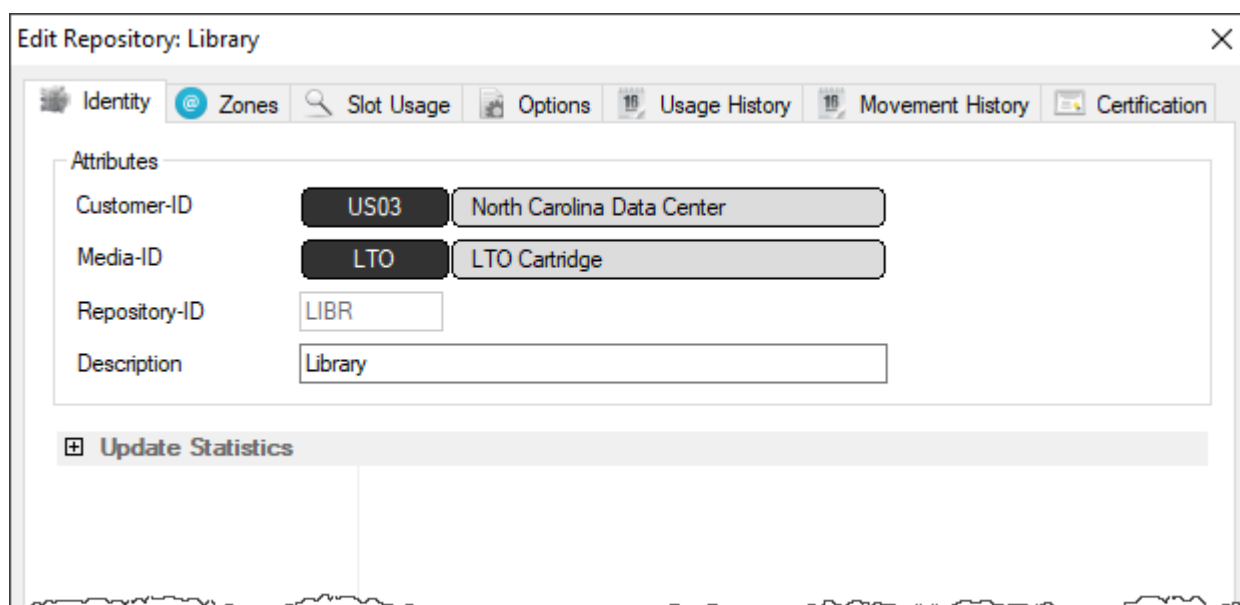 Edit Repository: Library
Identity Zones Slot Usage Options Usage History Movement History Certification
Attributes
Customer-ID US03 North Carolina Data Center
Media-ID LTO LTO Cartridge
Repository-ID LIBR
Description Library
Update Statistics